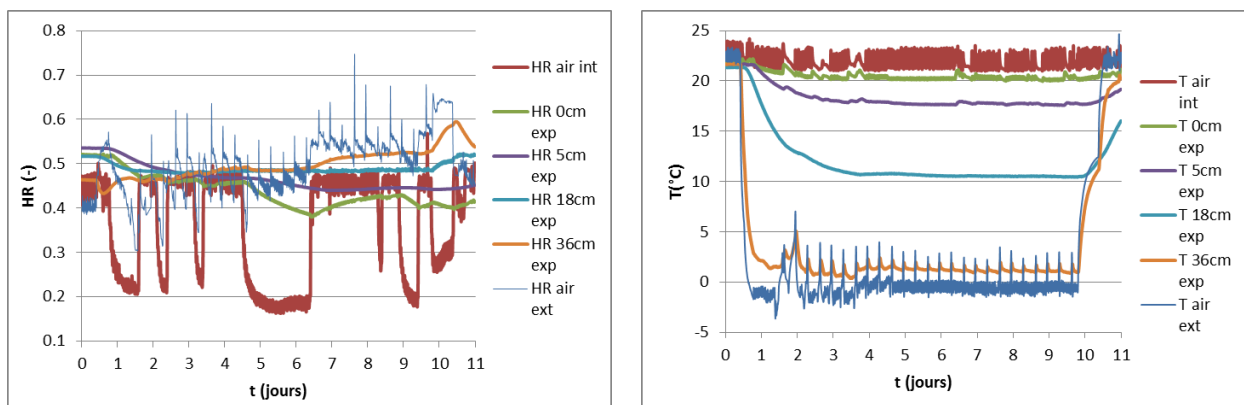 0.8
0.7
0.6
0.5
0.4
0.3
0.2
0.1
HR (-)
0 1 2 3 4 5 6 7 8 9 10 11
t (jours)
HR air int
HR 0cm
exp
HR 5cm
exp
HR 18cm
exp
HR 36cm
exp
HR air
ext
25
20
15
10
5
0
-5
T(°C)
0 1 2 3 4 5 6 7 8 9 10 11
t (jours)
T air
int
T 0cm
exp
T 5cm
exp
T 18cm
exp
T 36cm
exp
T air
ext